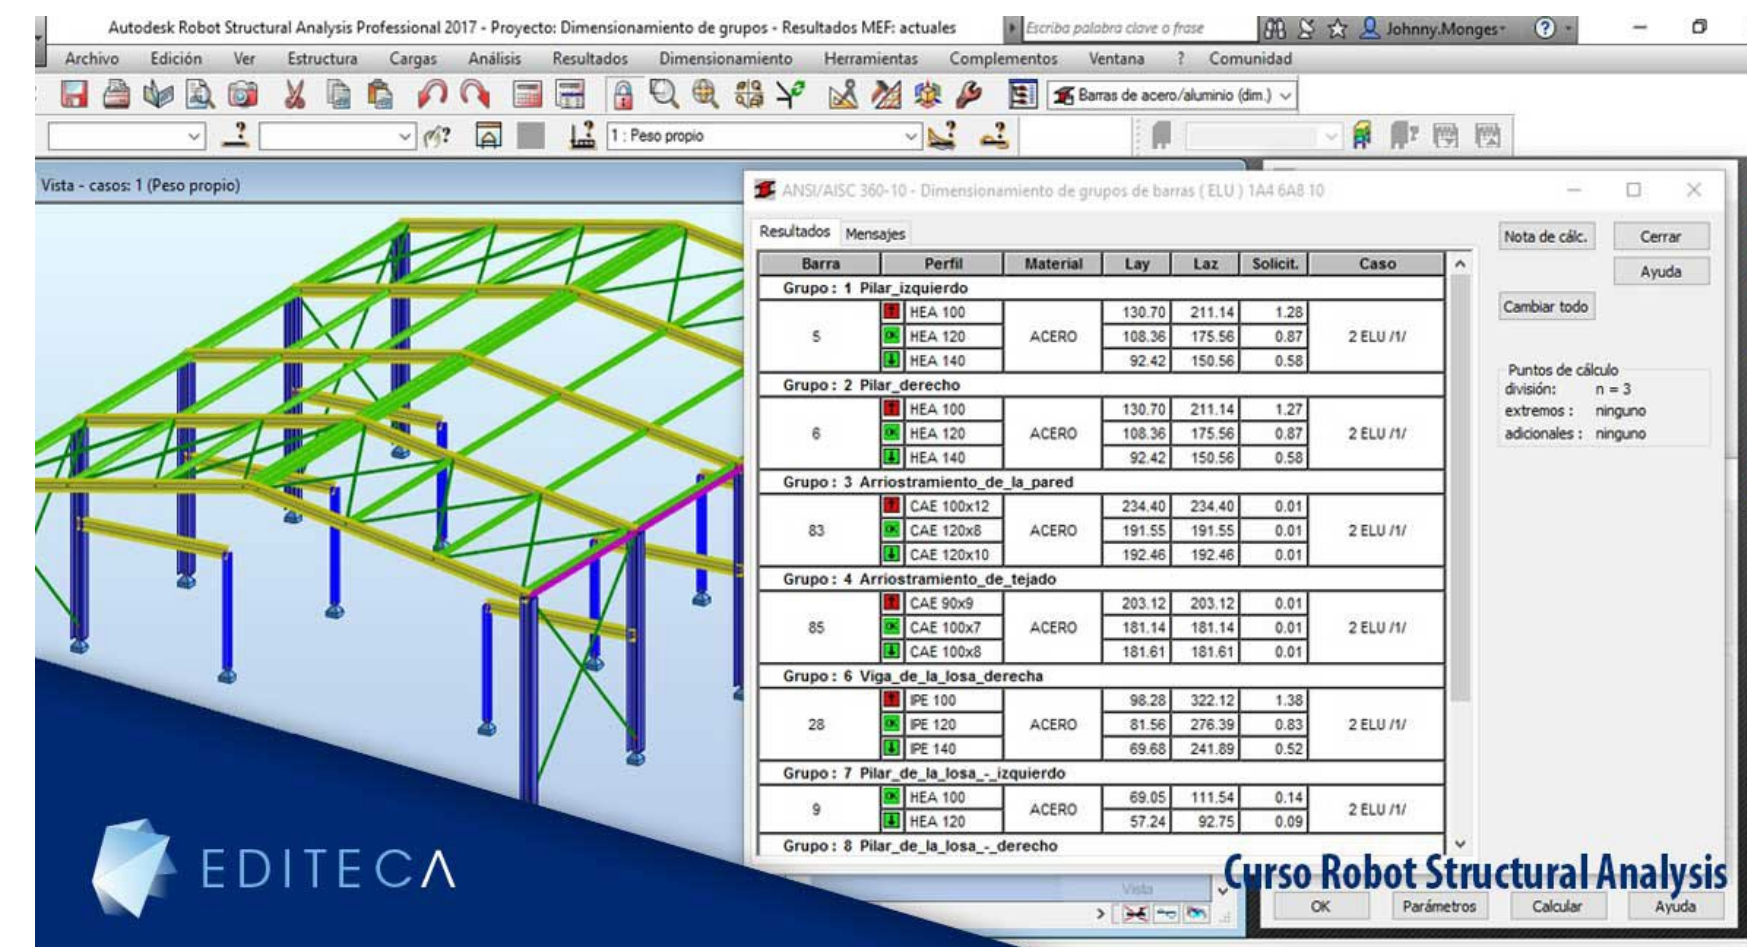 Autodesk Robot Structural Analysis Professional 2017 - Proyecto: Dimensionamiento de grupos - Resultados MEF: actuales
Escriba palabra clave o frase
Johnny.Monges
?
Archivo Edición Ver Estructura Cargas Análisis Resultados Dimensionamiento Herramientas Complementos Ventana ? Comunidad
Barras de acero/aluminio (dim.)
1 : Peso propio
Vista - casos: 1 (Peso propio)
ANSI/AISC 360-10 - Dimensionamiento de grupos de barras ( ELU ) 1A4 6A8 10
Resultados Mensajes
Nota de cálc. Cerrar
Ayuda
Cambiar todo
Puntos de cálculo
división: n = 3
extremos : ninguno
adicionales : ninguno
Barra Perfil Material Lay Laz Solicit. Caso
Grupo : 1 Pilar_izquierdo
HEA 100 130.70 211.14 1.28
5 OK HEA 120 ACERO 108.36 175.56 0.87 2 ELU /1/
HEA 140 92.42 150.56 0.58
Grupo : 2 Pilar_derecho
HEA 100 130.70 211.14 1.27
6 OK HEA 120 ACERO 108.36 175.56 0.87 2 ELU /1/
HEA 140 92.42 150.56 0.58
Grupo : 3 Arriostramiento_de_la_pared
CAE 100x12 234.40 234.40 0.01
83 OK CAE 120x8 ACERO 191.55 191.55 0.01 2 ELU /1/
CAE 120x10 192.46 192.46 0.01
Grupo : 4 Arriostramiento_de_tejado
CAE 90x9 203.12 203.12 0.01
85 OK CAE 100x7 ACERO 181.14 181.14 0.01 2 ELU /1/
CAE 100x8 181.61 181.61 0.01
Grupo : 6 Viga_de_la_losa_derecha
IPE 100 98.28 322.12 1.38
28 OK IPE 120 ACERO 81.56 276.39 0.83 2 ELU /1/
IPE 140 69.68 241.89 0.52
Grupo : 7 Pilar_de_la_losa_-_izquierdo
OK HEA 100 69.05 111.54 0.14
9 ACERO 2 ELU /1/
HEA 120 57.24 92.75 0.09
Grupo : 8 Pilar_de_la_losa_-_derecho
EDITECA
Curso Robot Structural Analysis
Vista
OK Parámetros Calcular Ayuda